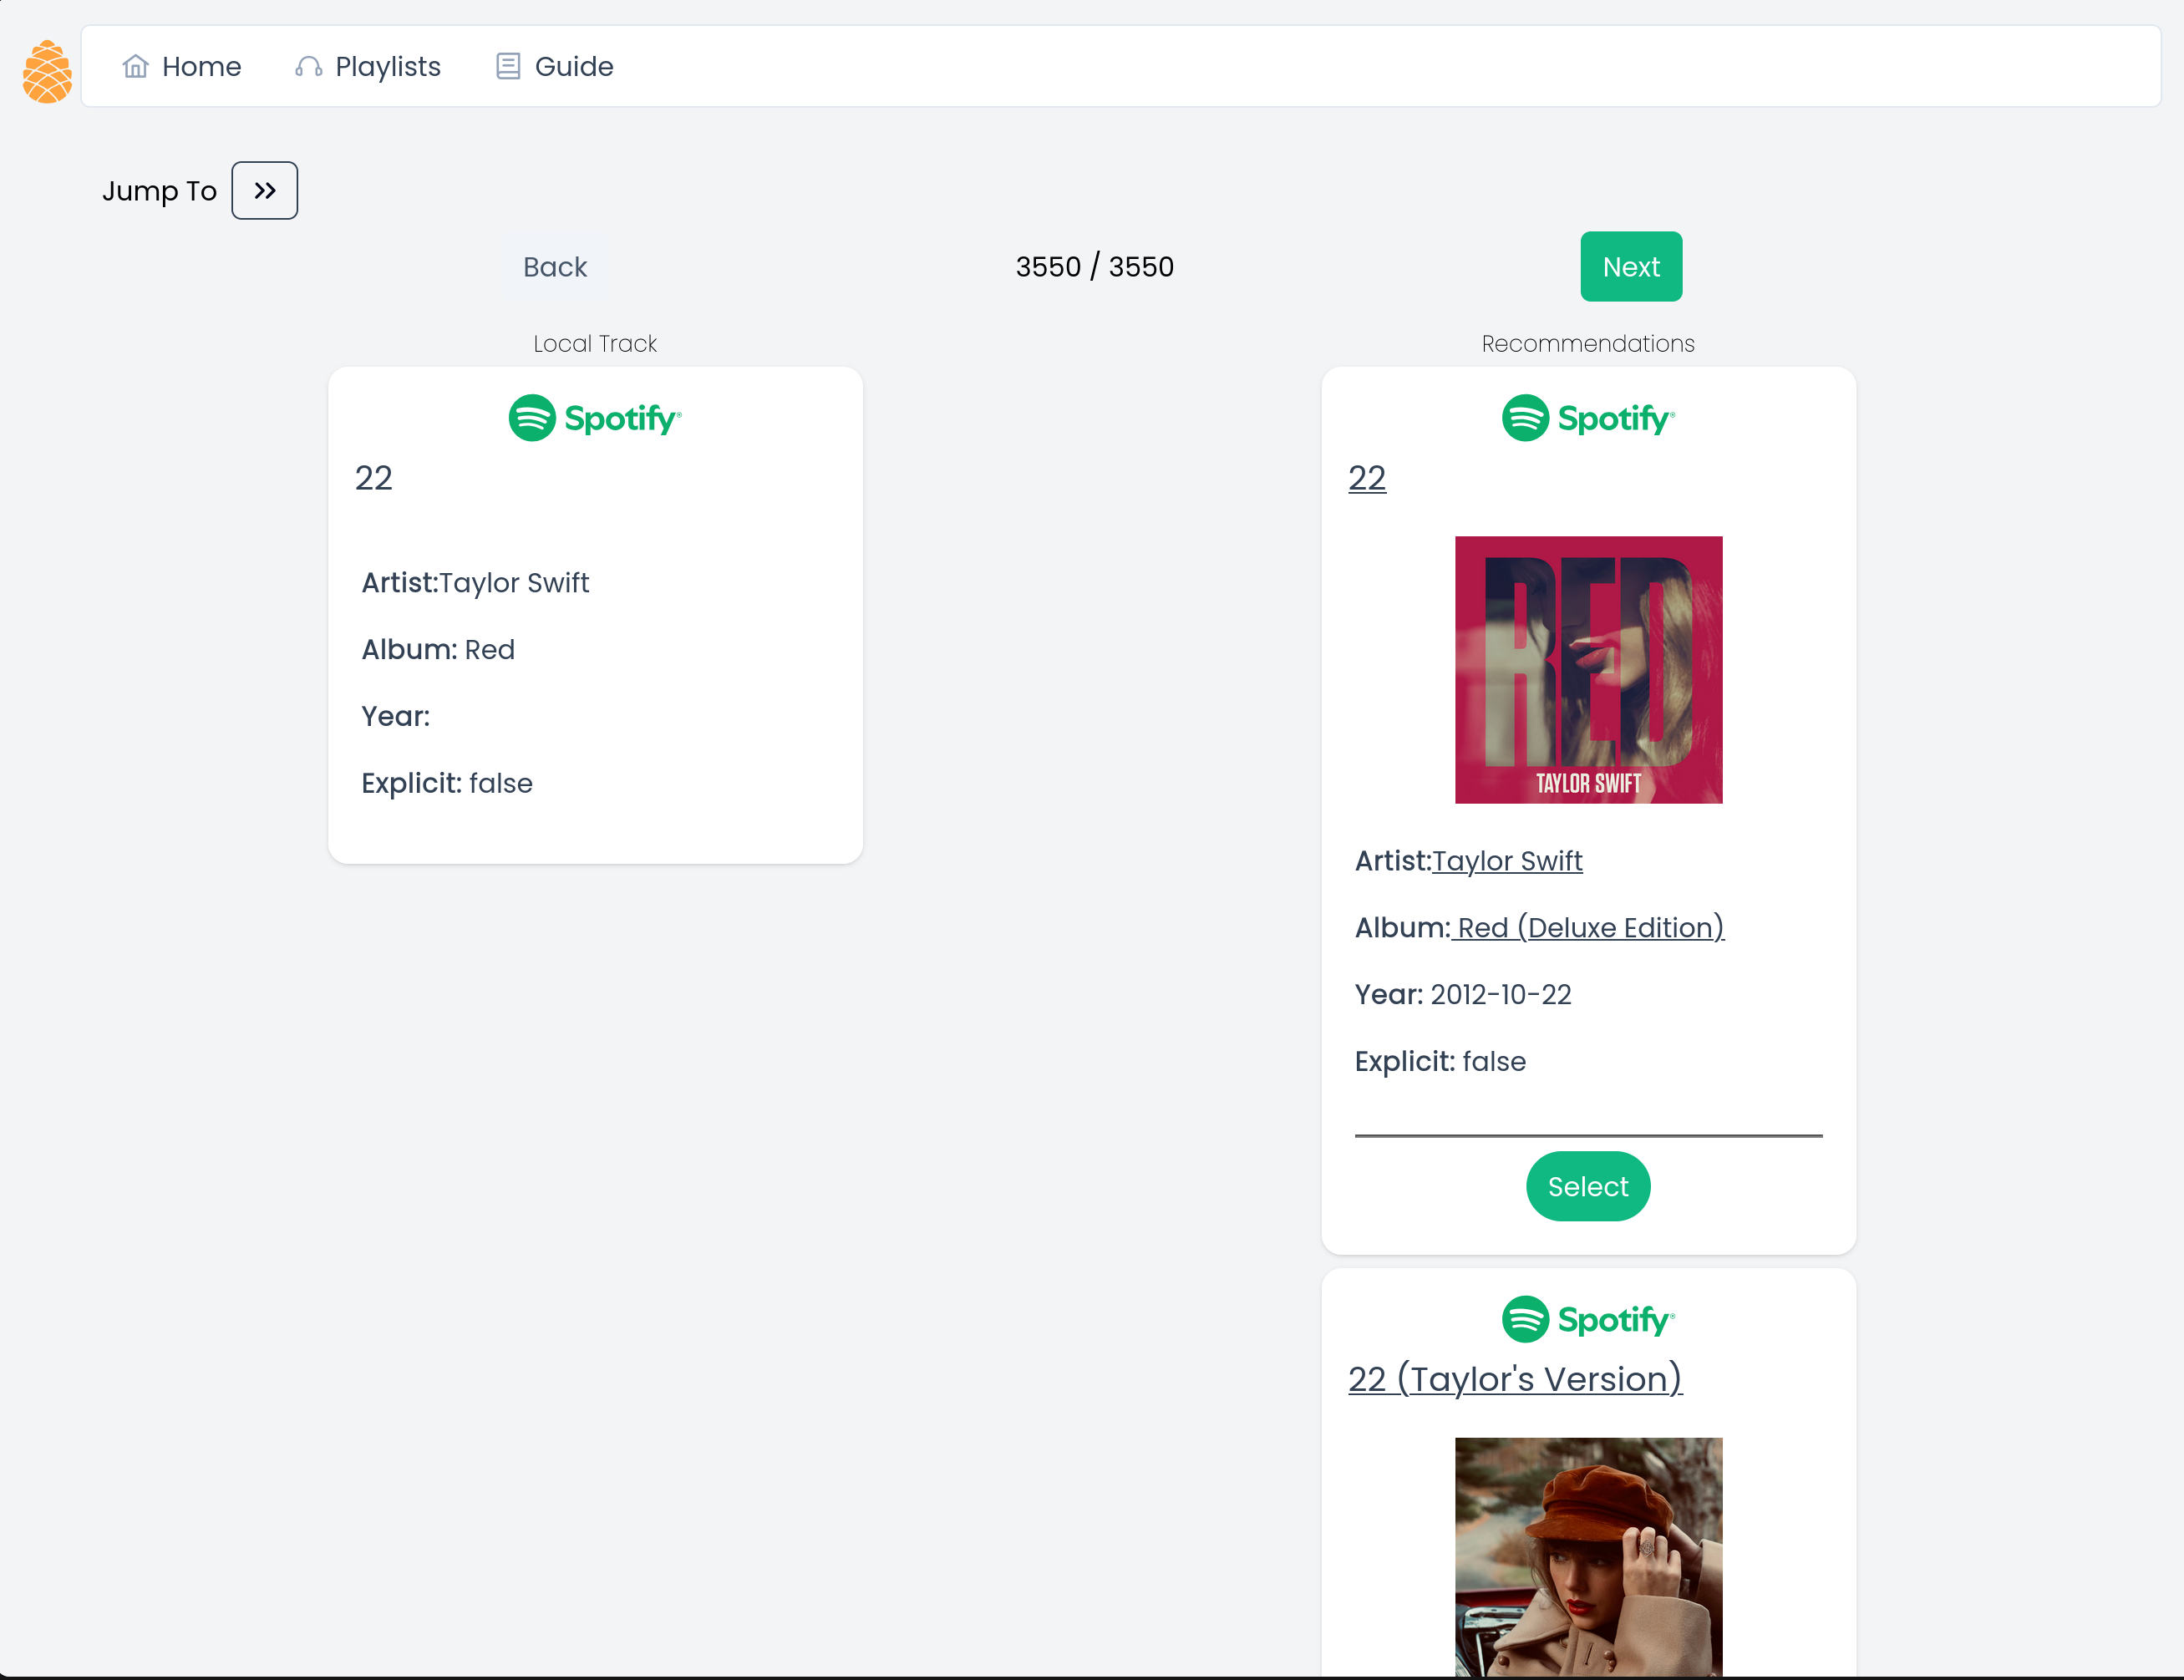 Home Playlists Guide
Jump To
Back 3550 / 3550 Next
Local Track
Spotify®
22
Artist:Taylor Swift
Album: Red
Year:
Explicit: false
Recommendations
Spotify®
22
RED
TAYLOR SWIFT
Artist:Taylor Swift
Album: Red (Deluxe Edition)
Year: 2012-10-22
Explicit: false
Select
Spotify®
22 (Taylor's Version)